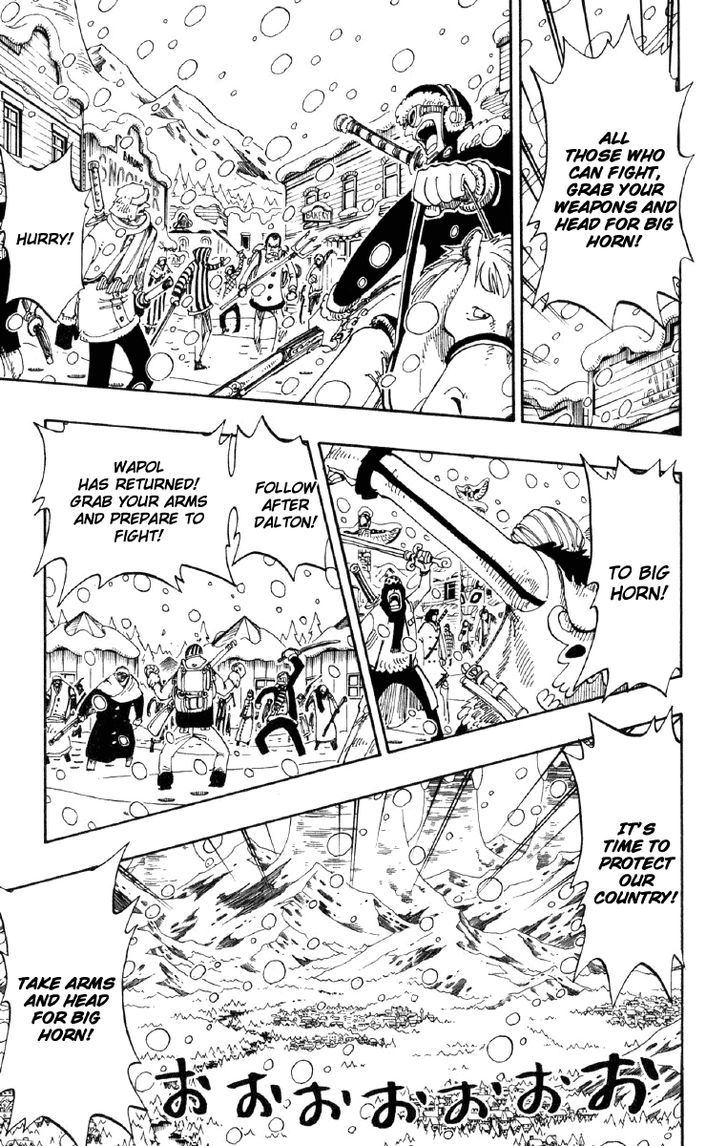 ALL
THOSE WHO
CAN FIGHT,
GRAB YOUR
WEAPONS AND
HEAD FOR BIG
HORN!
BAKERY
HURRY!
TO BIG
HORN!
FOLLOW
AFTER
DALTON!
WAPOL
HAS RETURNED!
GRAB YOUR ARMS
AND PREPARE TO
FIGHT!
IT'S
TIME TO
PROTECT
OUR
COUNTRY!
TAKE ARMS
AND HEAD
FOR BIG
HORN!
おおおおおおお